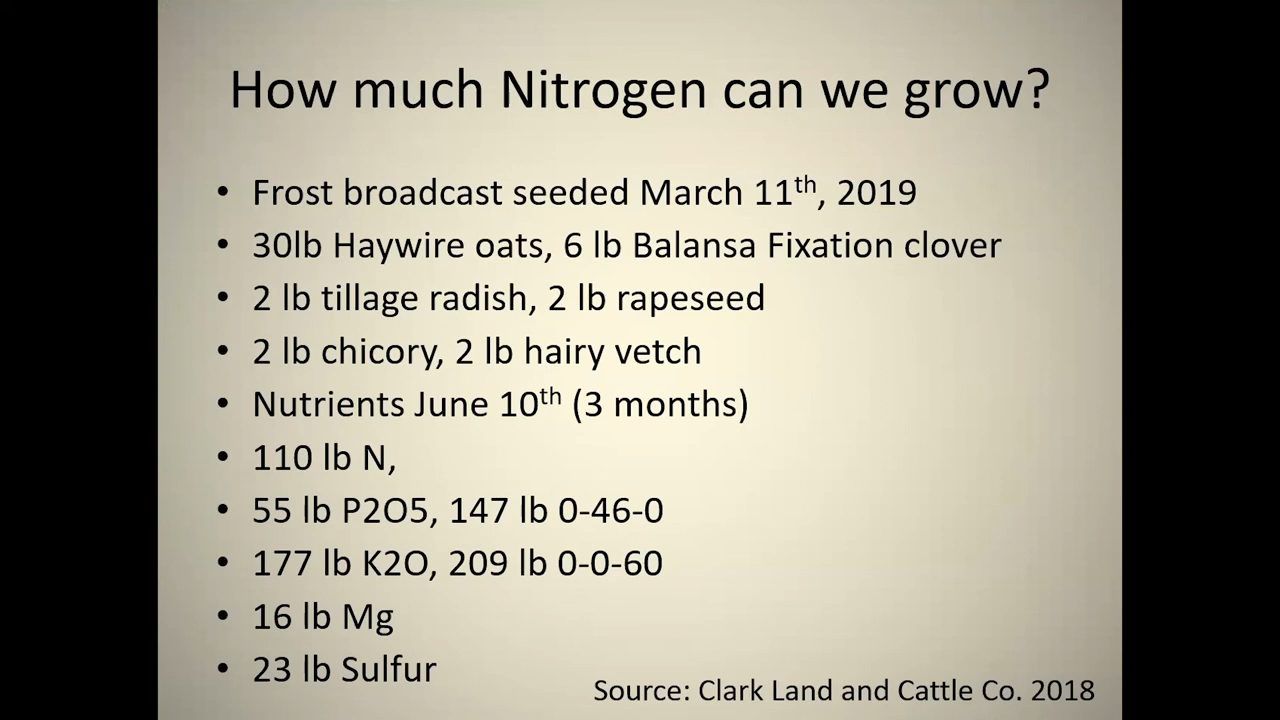 How much Nitrogen can we grow?
• Frost broadcast seeded March 11th, 2019
• 30lb Haywire oats, 6 lb Balansa Fixation clover
• 2 lb tillage radish, 2 lb rapeseed
• 2 lb chicory, 2 lb hairy vetch
• Nutrients June 10th (3 months)
• 110 lb N,
• 55 lb P2O5, 147 lb 0-46-0
• 177 lb K2O, 209 lb 0-0-60
• 16 lb Mg
• 23 lb Sulfur
Source: Clark Land and Cattle Co. 2018